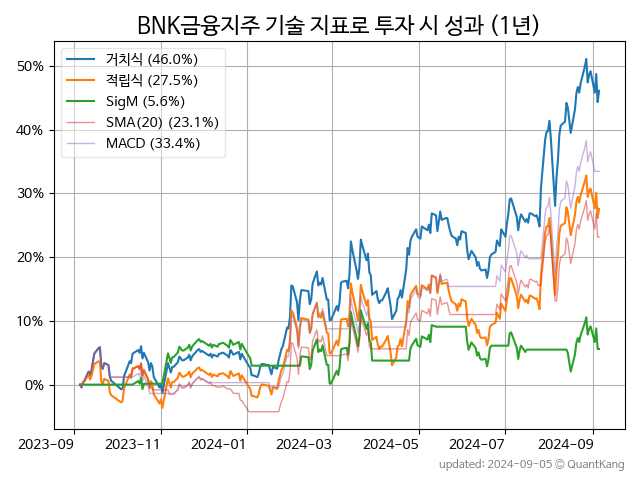 BNK금융지주 기술 지표로 투자 시 성과 (1년)
거치식 (46.0%)
적립식 (27.5%)
SigM (5.6%)
SMA(20) (23.1%)
MACD (33.4%)
50%
40%
30%
20%
10%
0%
2023-09 2023-11 2024-01 2024-03 2024-05 2024-07 2024-09
updated: 2024-09-05 © QuantKang